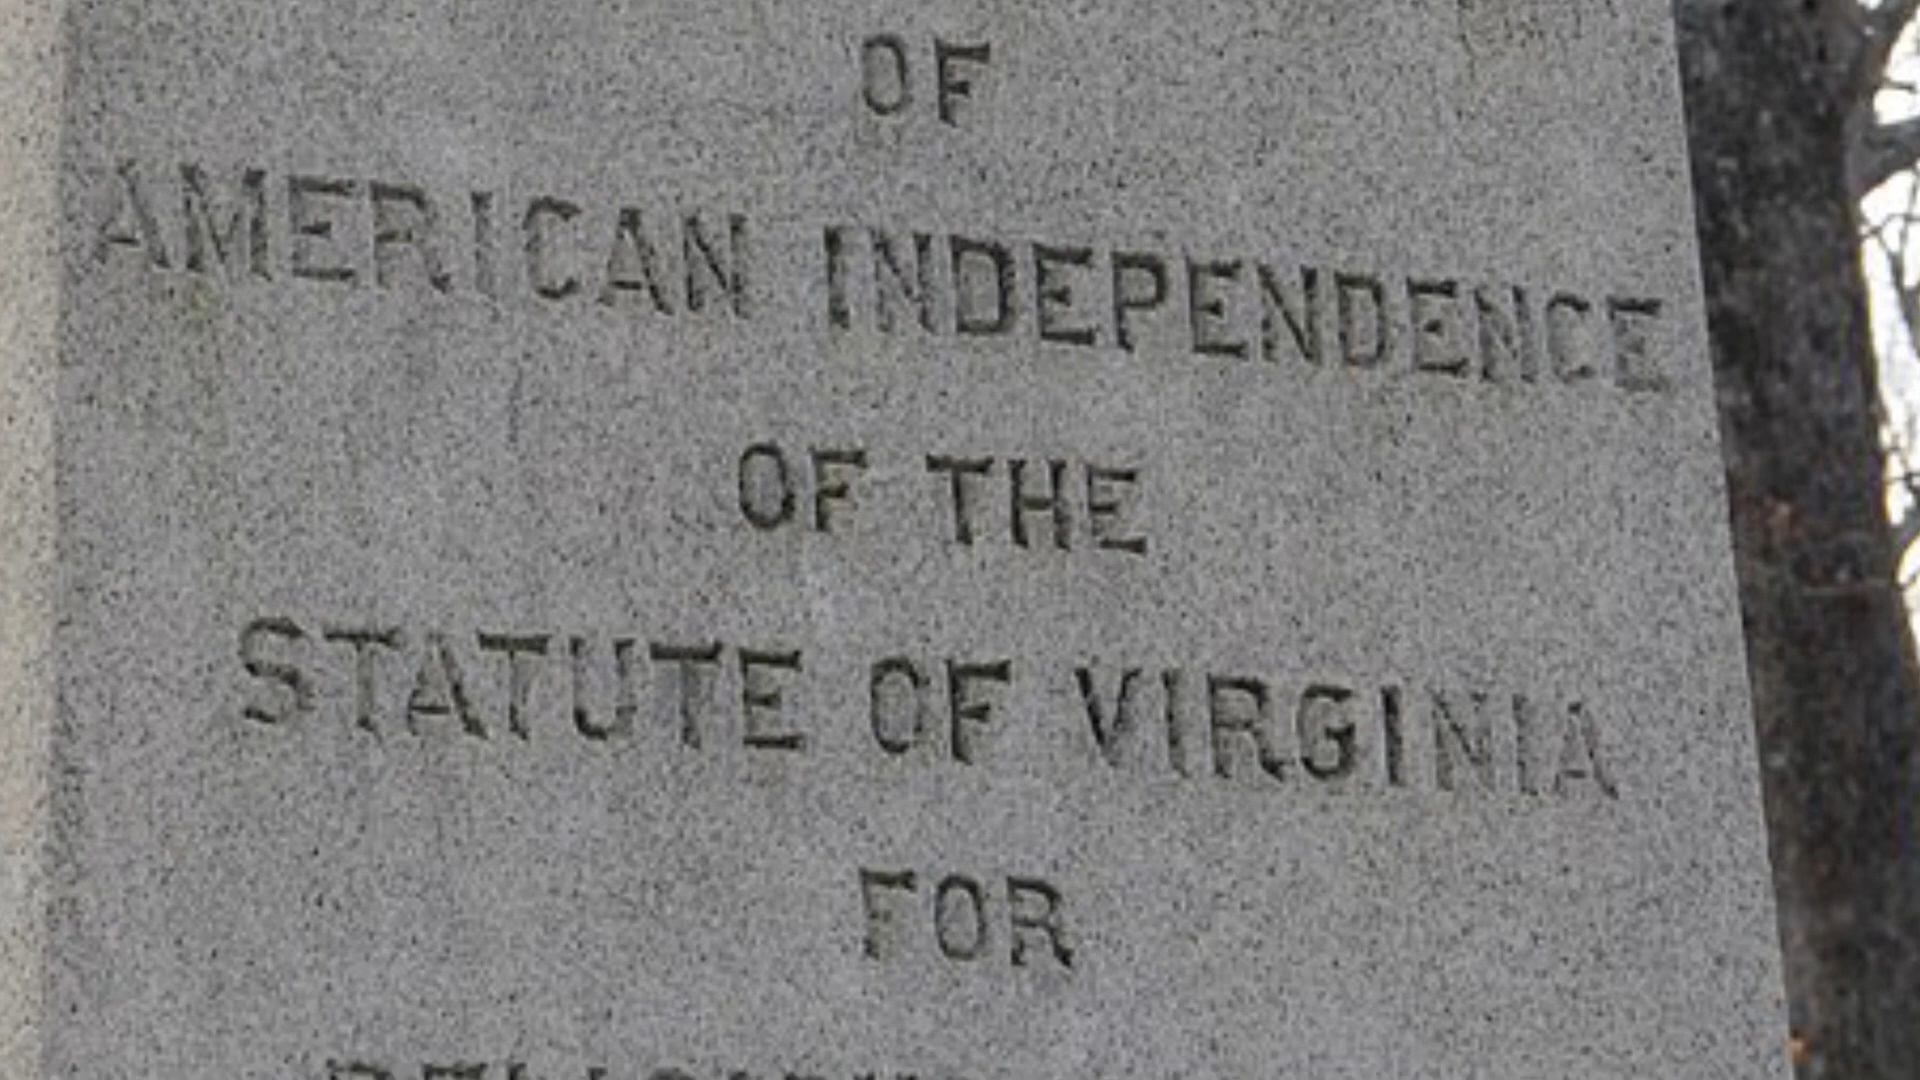 OF
AMERICAN INDEPENDENCE
OF THE
STATUTE OF VIRGINIA
FOR